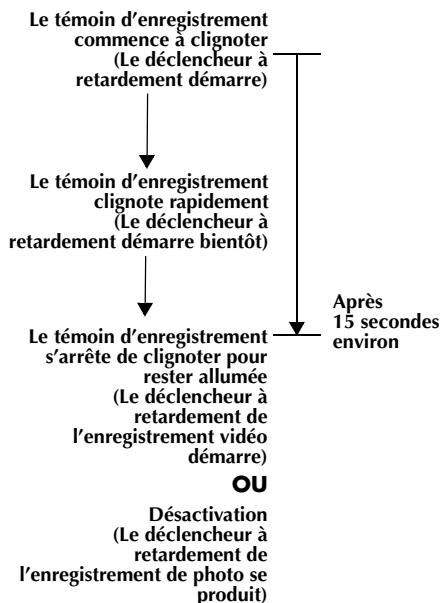 Le témoin d'enregistrement
commence à clignoter
(Le déclencheur à
retardement démarre)
Le témoin d'enregistrement
clignote rapidement
(Le déclencheur à
retardement démarre bientôt)
Après
15 secondes
environ
Le témoin d'enregistrement
s'arrête de clignoter pour
rester allumée
(Le déclencheur à
retardement de
l'enregistrement vidéo
démarre)
OU
Désactivation
(Le déclencheur à
retardement de
l'enregistrement de photo se
produit)